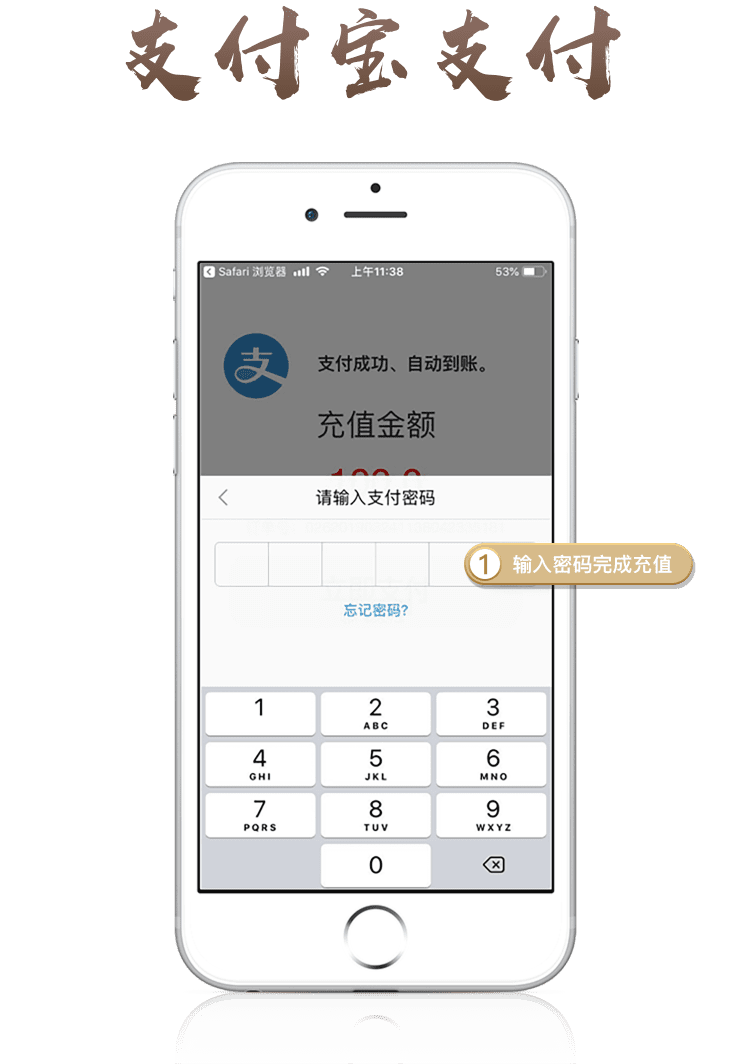 支付宝支付
Safari 浏览器 上午11:38 53%
支
支付成功、自动到账。
充值金额
请输入支付密码
1 输入密码完成充值
忘记密码?
1 2 3
ABC DEF
4 5 6
GHI JKL MNO
7 8 9
PQRS TUV WXYZ
0